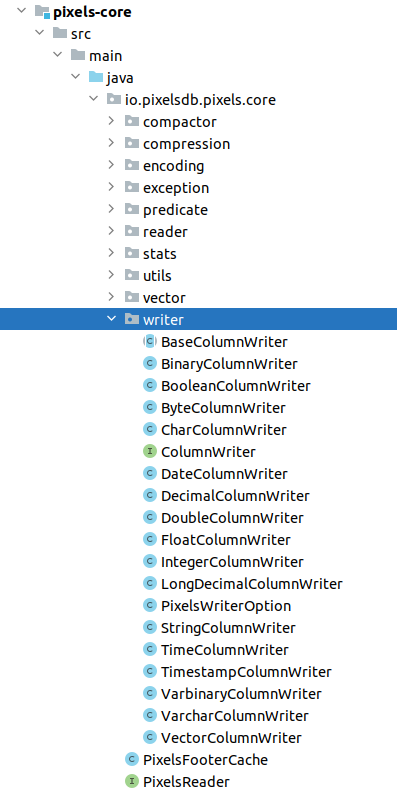 pixels-core
src
main
java
io.pixelsdb.pixels.core
compactor
compression
encoding
exception
predicate
reader
stats
utils
vector
writer
C BaseColumnWriter
C BinaryColumnWriter
C BooleanColumnWriter
C ByteColumnWriter
C CharColumnWriter
I ColumnWriter
C DateColumnWriter
C DecimalColumnWriter
C DoubleColumnWriter
C FloatColumnWriter
C IntegerColumnWriter
C LongDecimalColumnWriter
C PixelsWriterOption
C StringColumnWriter
C TimeColumnWriter
C TimestampColumnWriter
C VarbinaryColumnWriter
C VarcharColumnWriter
C VectorColumnWriter
C PixelsFooterCache
I PixelsReader